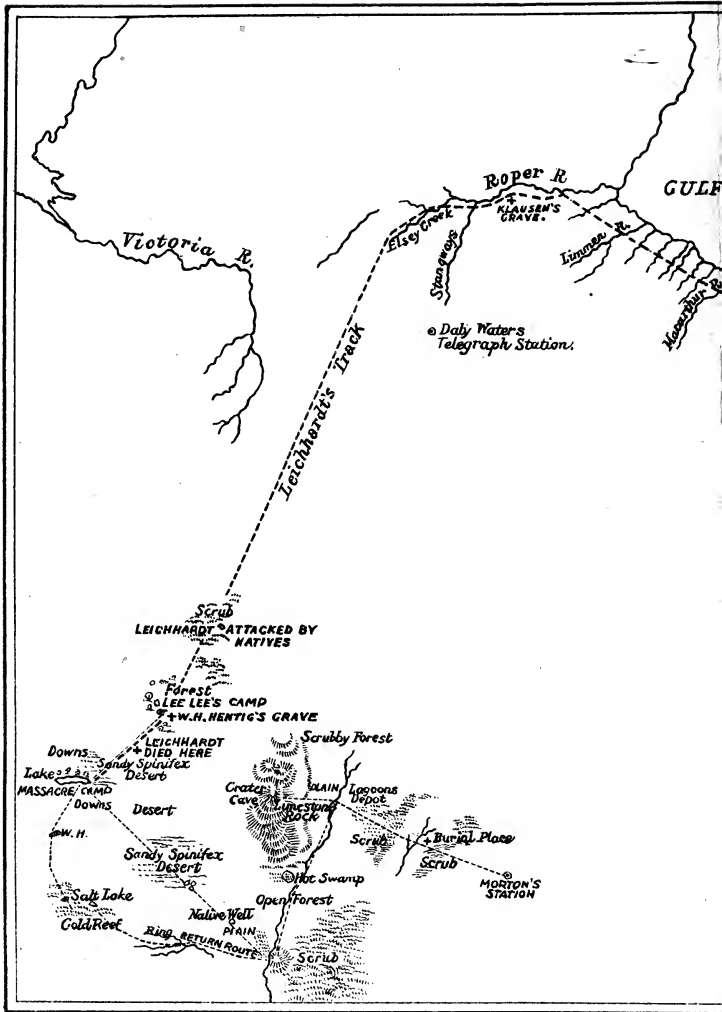 Roper R
GULF
KLAUSEN'S
GRAVE.
Elsey Creek
Stangways
Limmen R.
Macarthur R
Victoria
R.
Daly Waters
Telegraph Station.
Leichhardt's Track
Scrub
LEICHHARDT ATTACKED BY
NATIVES
Forest
LEE LEE'S CAMP
W.H. HENTIG'S GRAVE
LEICHHARDT
DIED HERE
Downs
Sandy Spinifex
Desert
Lake
MASSACRE CAMP
Downs
Desert
W.H.
Sandy Spinifex
Desert
Salt Lake
Gold Reef
Native Well
PLAIN
Ring RETURN ROUTE
Scrubby Forest
Crater
Cave
PLAIN
Lagoons
Depot
Limestone
Rock
Scrub
Burial Place
Scrub
MORTON'S
STATION
Hot Swamp
Open Forest
Scrub